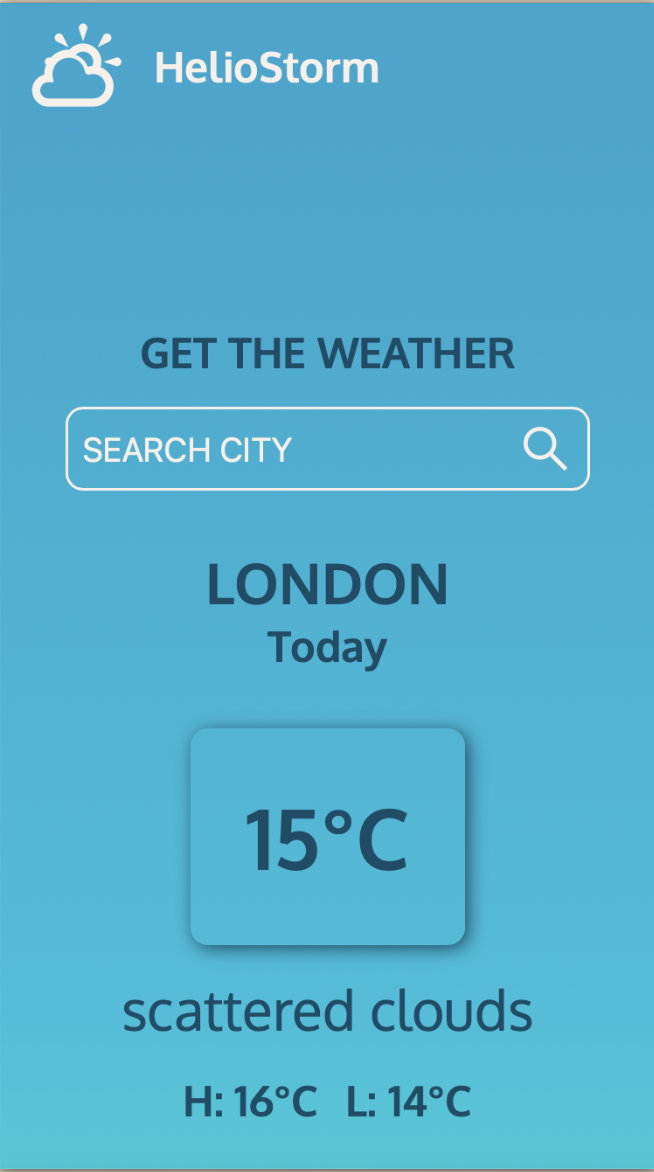 HelioStorm
GET THE WEATHER
SEARCH CITY
LONDON
Today
15°C
scattered clouds
H: 16°C L: 14°C